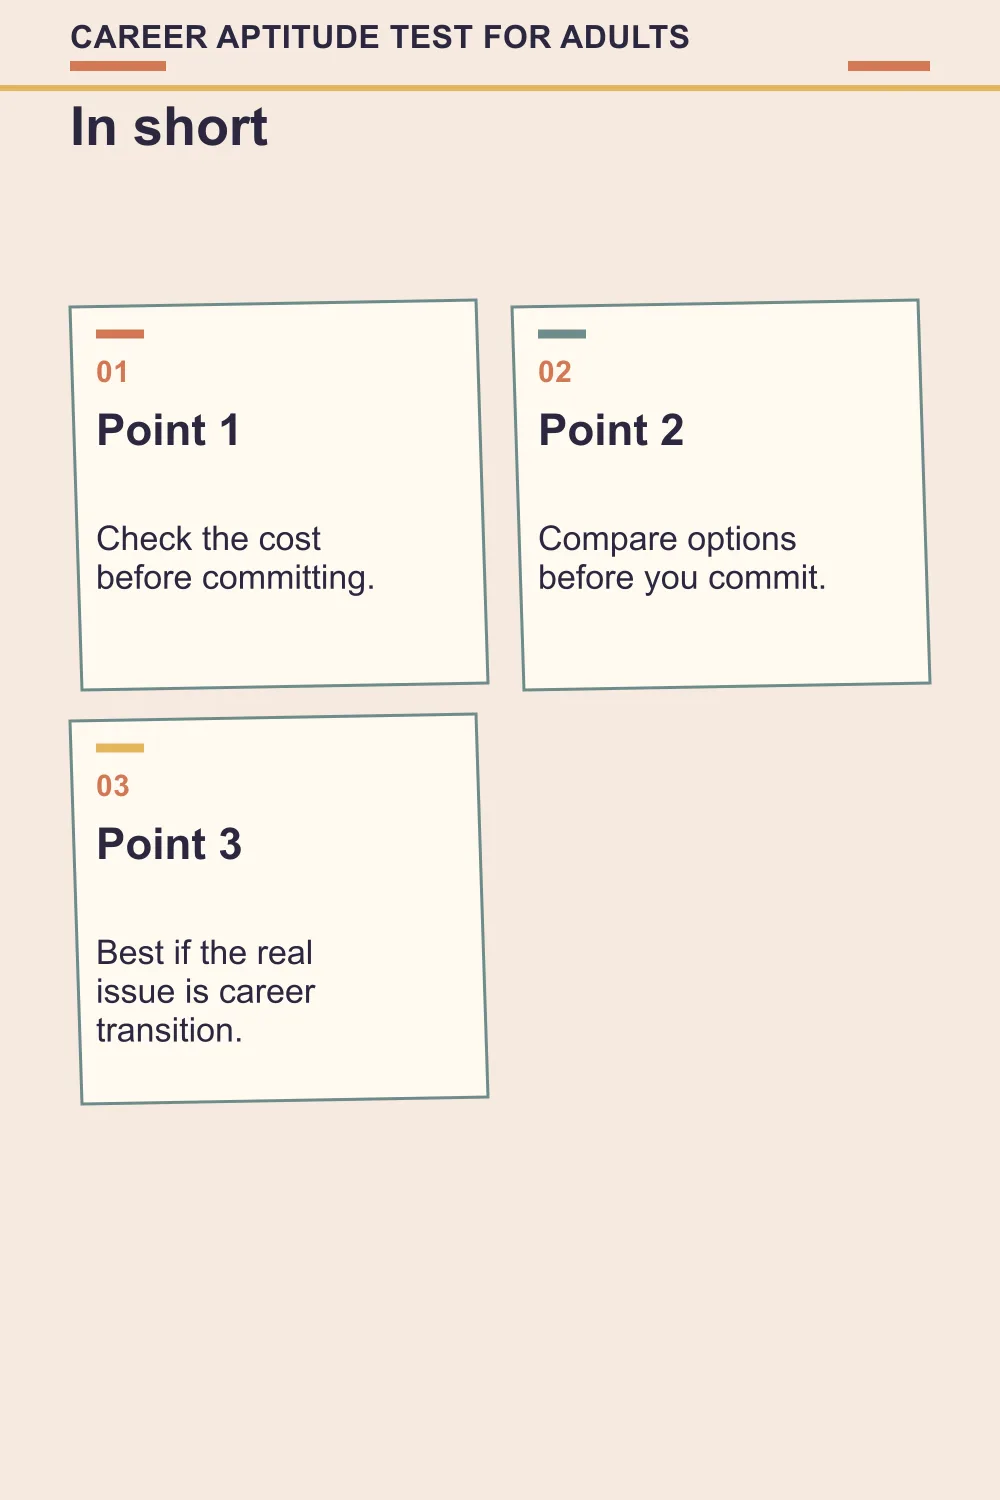 CAREER APTITUDE TEST FOR ADULTS
In short
01
Point 1
Check the cost
before committing.
02
Point 2
Compare options
before you commit.
03
Point 3
Best if the real
issue is career
transition.